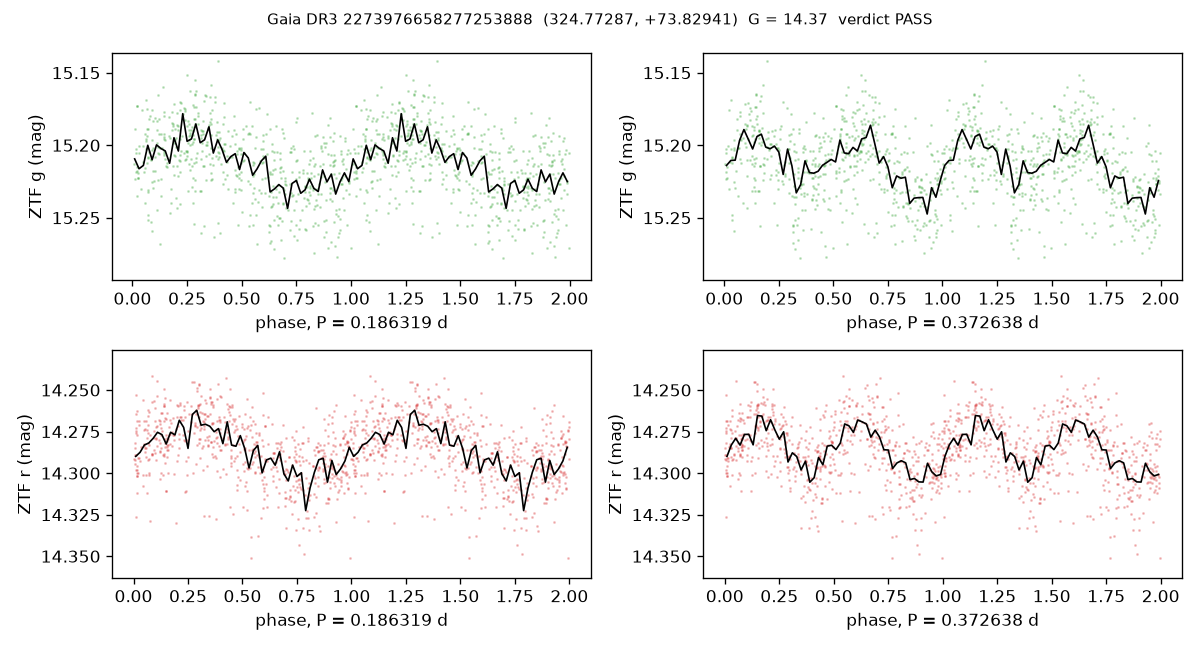 Gaia DR3 2273976658277253888 (324.77287, +73.82941) G = 14.37 verdict PASS
ZTF g (mag)
15.15
15.20
15.25
0.00 0.25 0.50 0.75 1.00 1.25 1.50 1.75 2.00
phase, P = 0.186319 d
ZTF g (mag)
15.15
15.20
15.25
0.00 0.25 0.50 0.75 1.00 1.25 1.50 1.75 2.00
phase, P = 0.372638 d
ZTF r (mag)
14.250
14.275
14.300
14.325
14.350
0.00 0.25 0.50 0.75 1.00 1.25 1.50 1.75 2.00
phase, P = 0.186319 d
ZTF r (mag)
14.250
14.275
14.300
14.325
14.350
0.00 0.25 0.50 0.75 1.00 1.25 1.50 1.75 2.00
phase, P = 0.372638 d